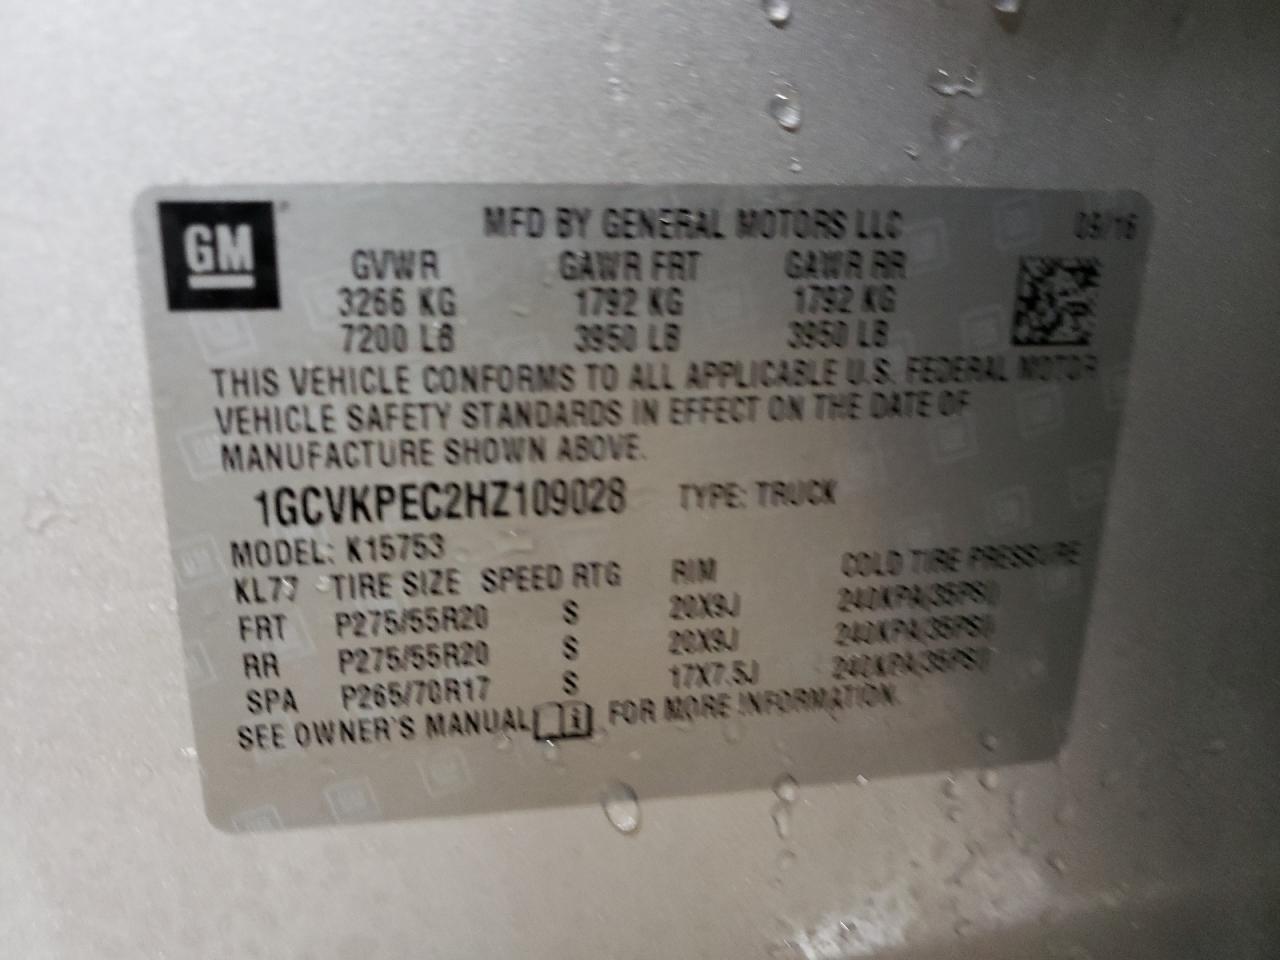 GM
MFD BY GENERAL MOTORS LLC 09/16
GVWR GAWR FRT GAWR RR
3266 KG 1792 KG 1792 KG
7200 LB 3950 LB 3950 LB
THIS VEHICLE CONFORMS TO ALL APPLICABLE U.S. FEDERAL MOTOR
VEHICLE SAFETY STANDARDS IN EFFECT ON THE DATE OF
MANUFACTURE SHOWN ABOVE.
1GCVKPEC2HZ109028 TYPE: TRUCK
MODEL: K15753
KL77 TIRE SIZE SPEED RTG RIM COLD TIRE PRESSURE
FRT P275/55R20 S 20X9J 240KPA(35PSI)
RR P275/55R20 S 20X9J 240KPA(35PSI)
SPA P265/70R17 S 17X7.5J 240KPA(35PSI)
SEE OWNER'S MANUAL FOR MORE INFORMATION.